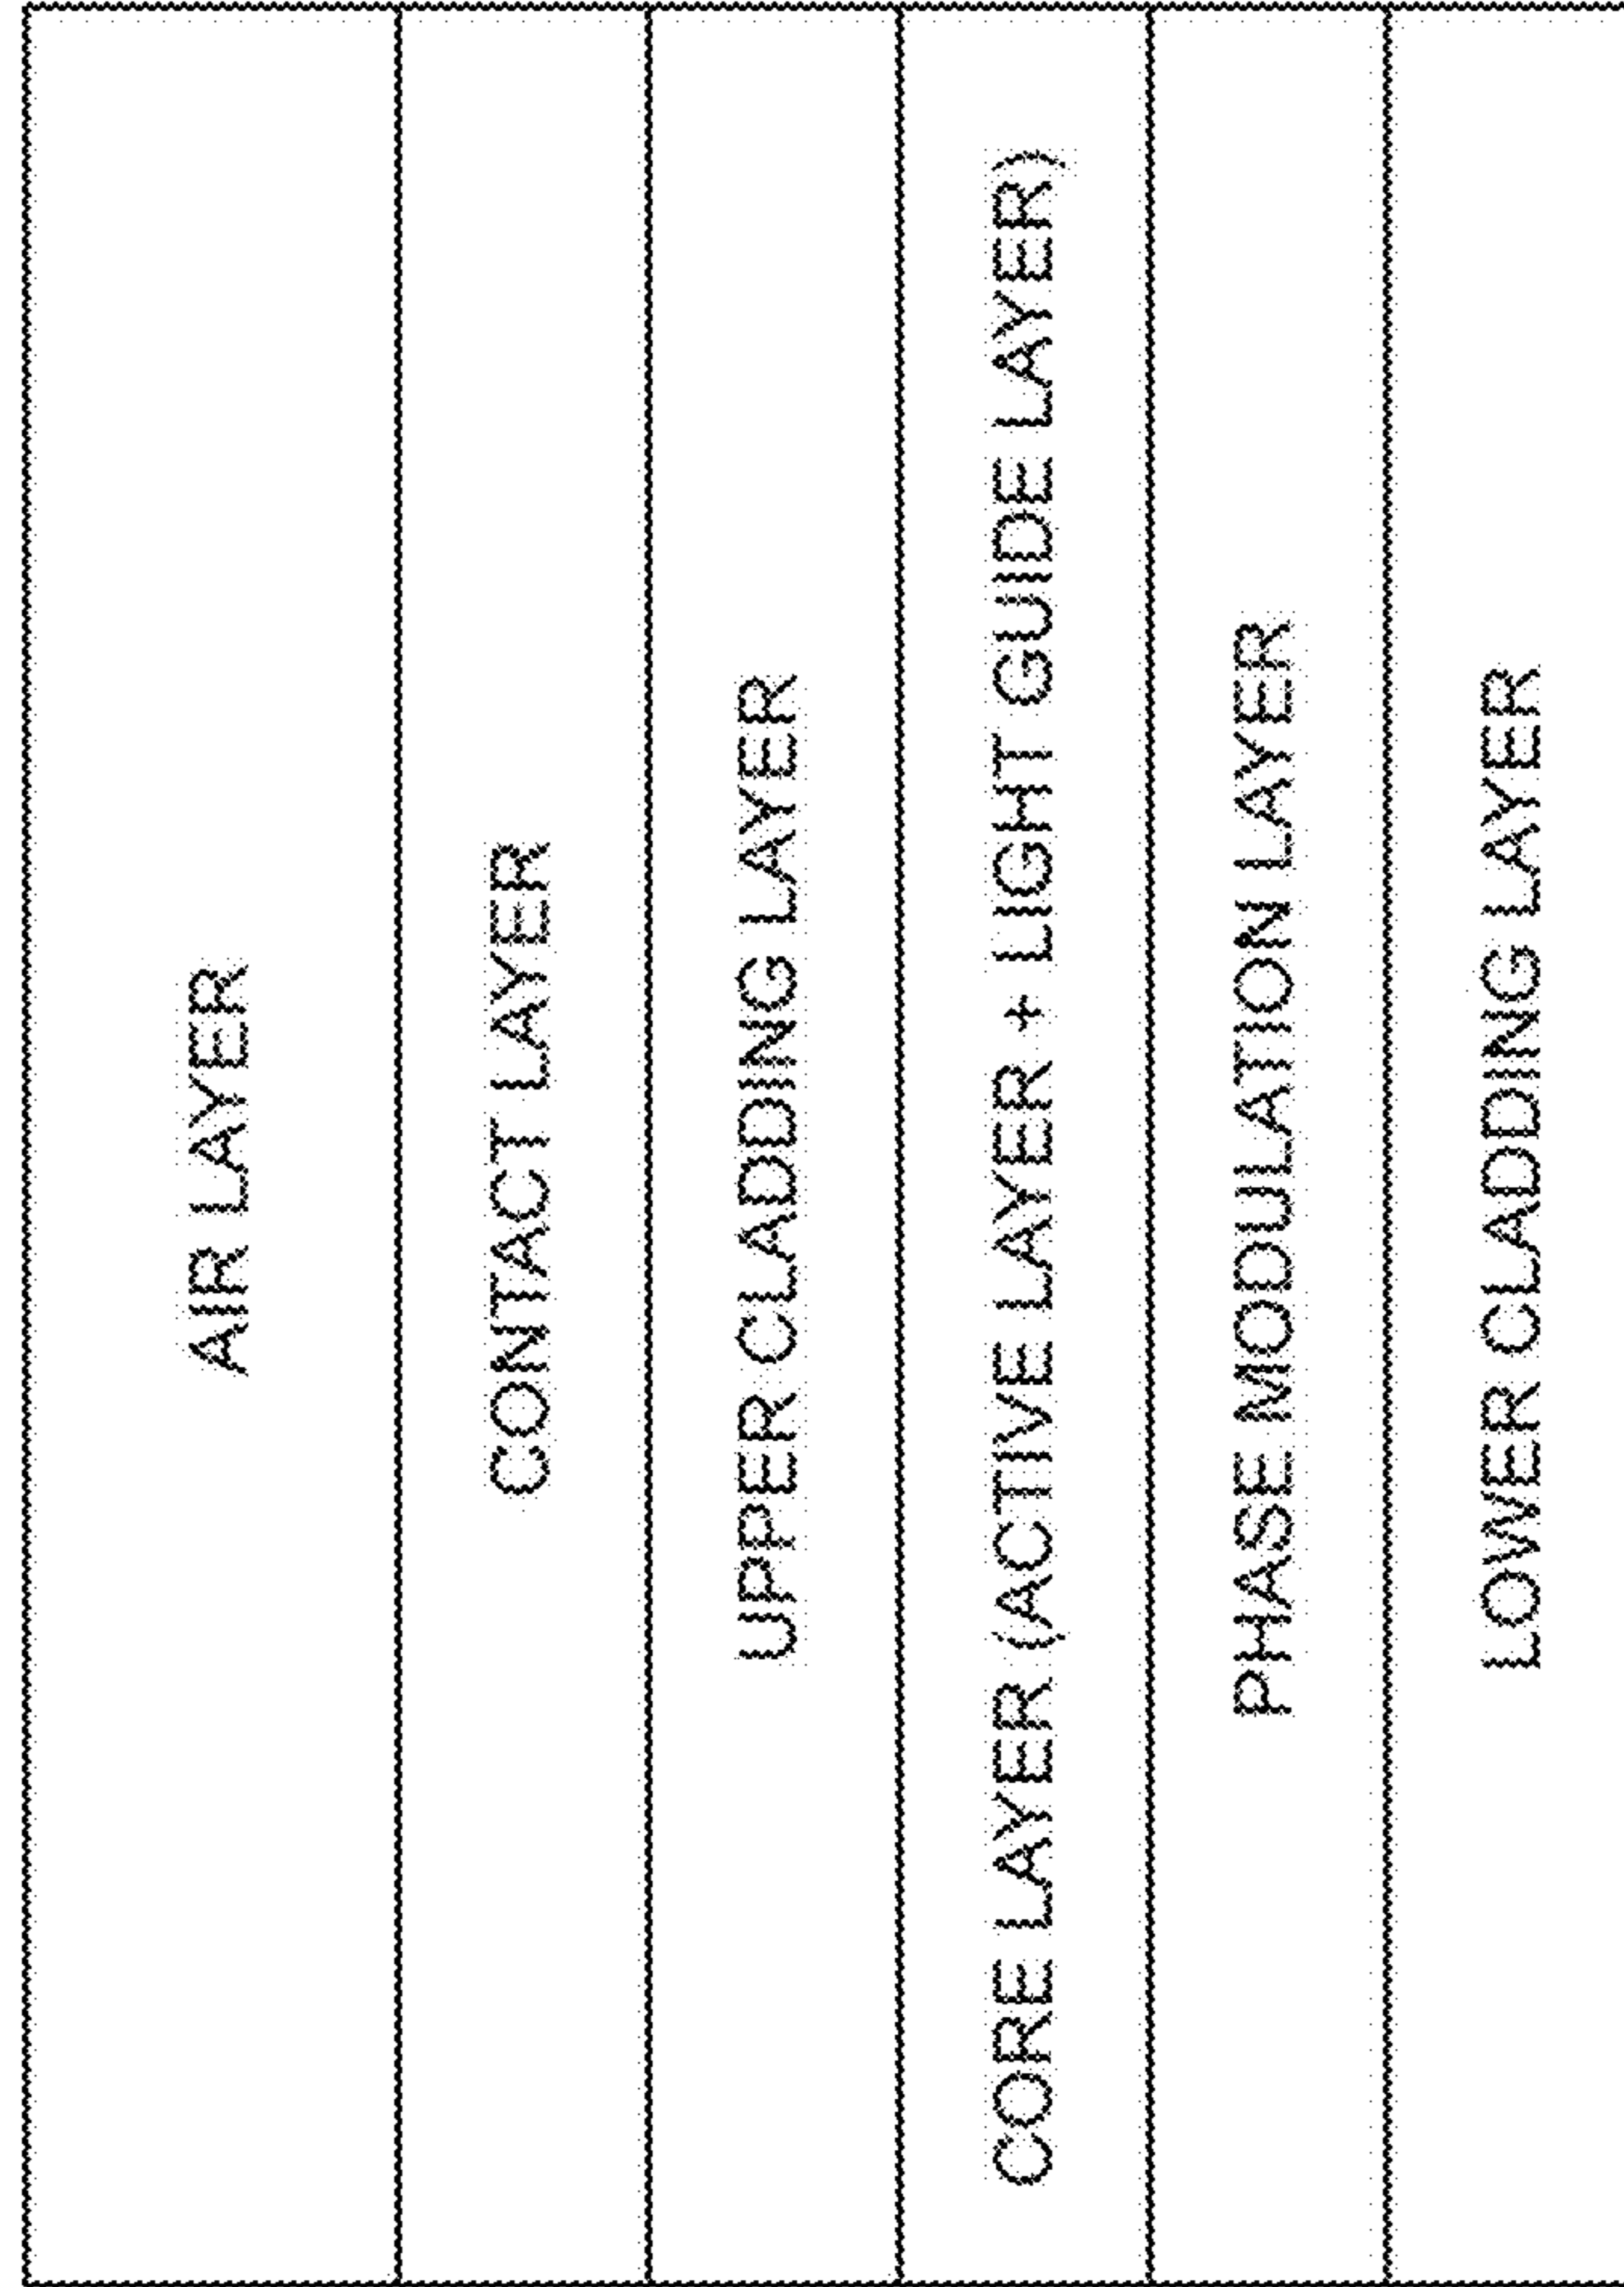 AIR LAYER
CONTACT LAYER
UPPER CLADDING LAYER
CORE LAYER (ACTIVE LAYER + LIGHT GUIDE LAYER)
PHASE MODULATION LAYER
LOWER CLADDING LAYER